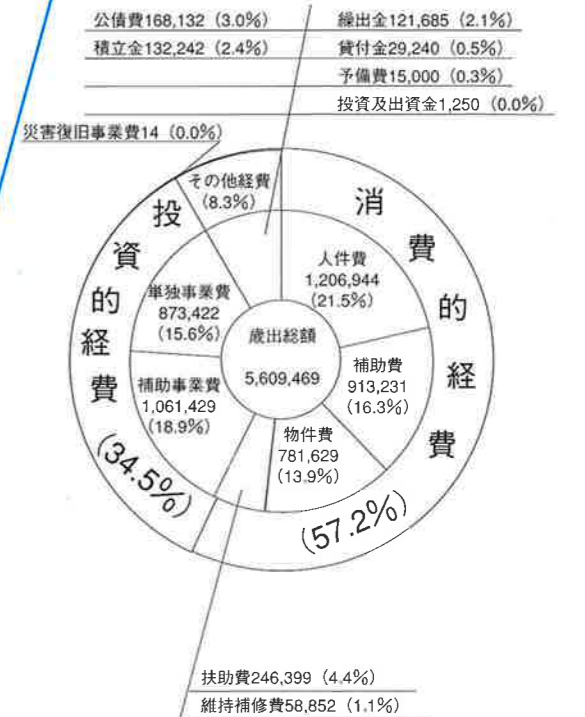 公債費168,132（3.0%）
積立金132,242（2.4%）
繰出金121,685（2.1%）
貸付金29,240（0.5%）
予備費15,000（0.3%）
投資及出資金1,250（0.0%）
災害復旧事業費14（0.0%）
その他経費
(8.3%)
消費的経費
(57.2%)
人件費
1,206,944
(21.5%)
補助費
913,231
(16.3%)
物件費
781,629
(13.9%)
扶助費246,399（4.4%）
維持補修費58,852（1.1%）
投資的経費
(34.5%)
単独事業費
873,422
(15.6%)
補助事業費
1,061,429
(18.9%)
歳出総額
5,609,469